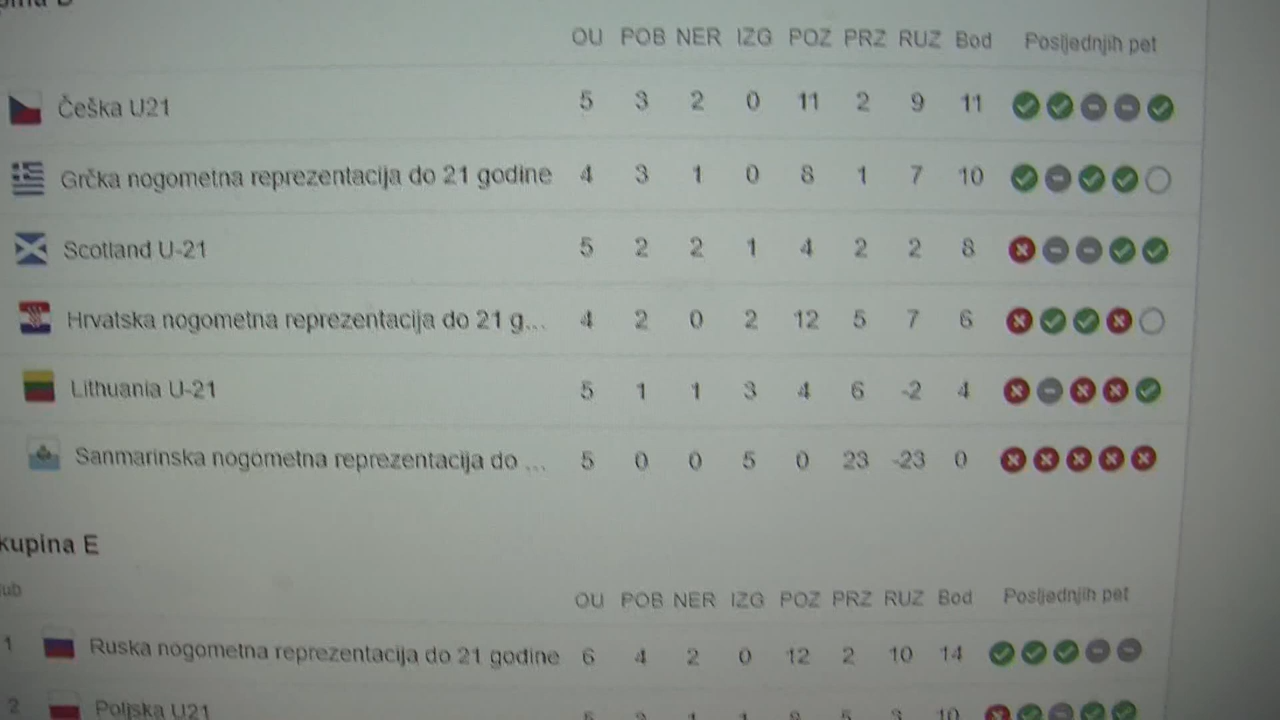 OU POB NER IZG POZ PRZ RUZ Bod Posljednjih pet
Češka U21 5 3 2 0 11 2 9 11
Grčka nogometna reprezentacija do 21 godine 4 3 1 0 8 1 7 10
Scotland U-21 5 2 2 1 4 2 2 8
Hrvatska nogometna reprezentacija do 21 g... 4 2 0 2 12 5 7 6
Lithuania U-21 5 1 1 3 4 6 -2 4
Sanmarinska nogometna reprezentacija do ... 5 0 0 5 0 23 -23 0
kupina E
ub OU POB NER IZG POZ PRZ RUZ Bod Posljednjih pet
1 Ruska nogometna reprezentacija do 21 godine 6 4 2 0 12 2 10 14
2 Poljska U21